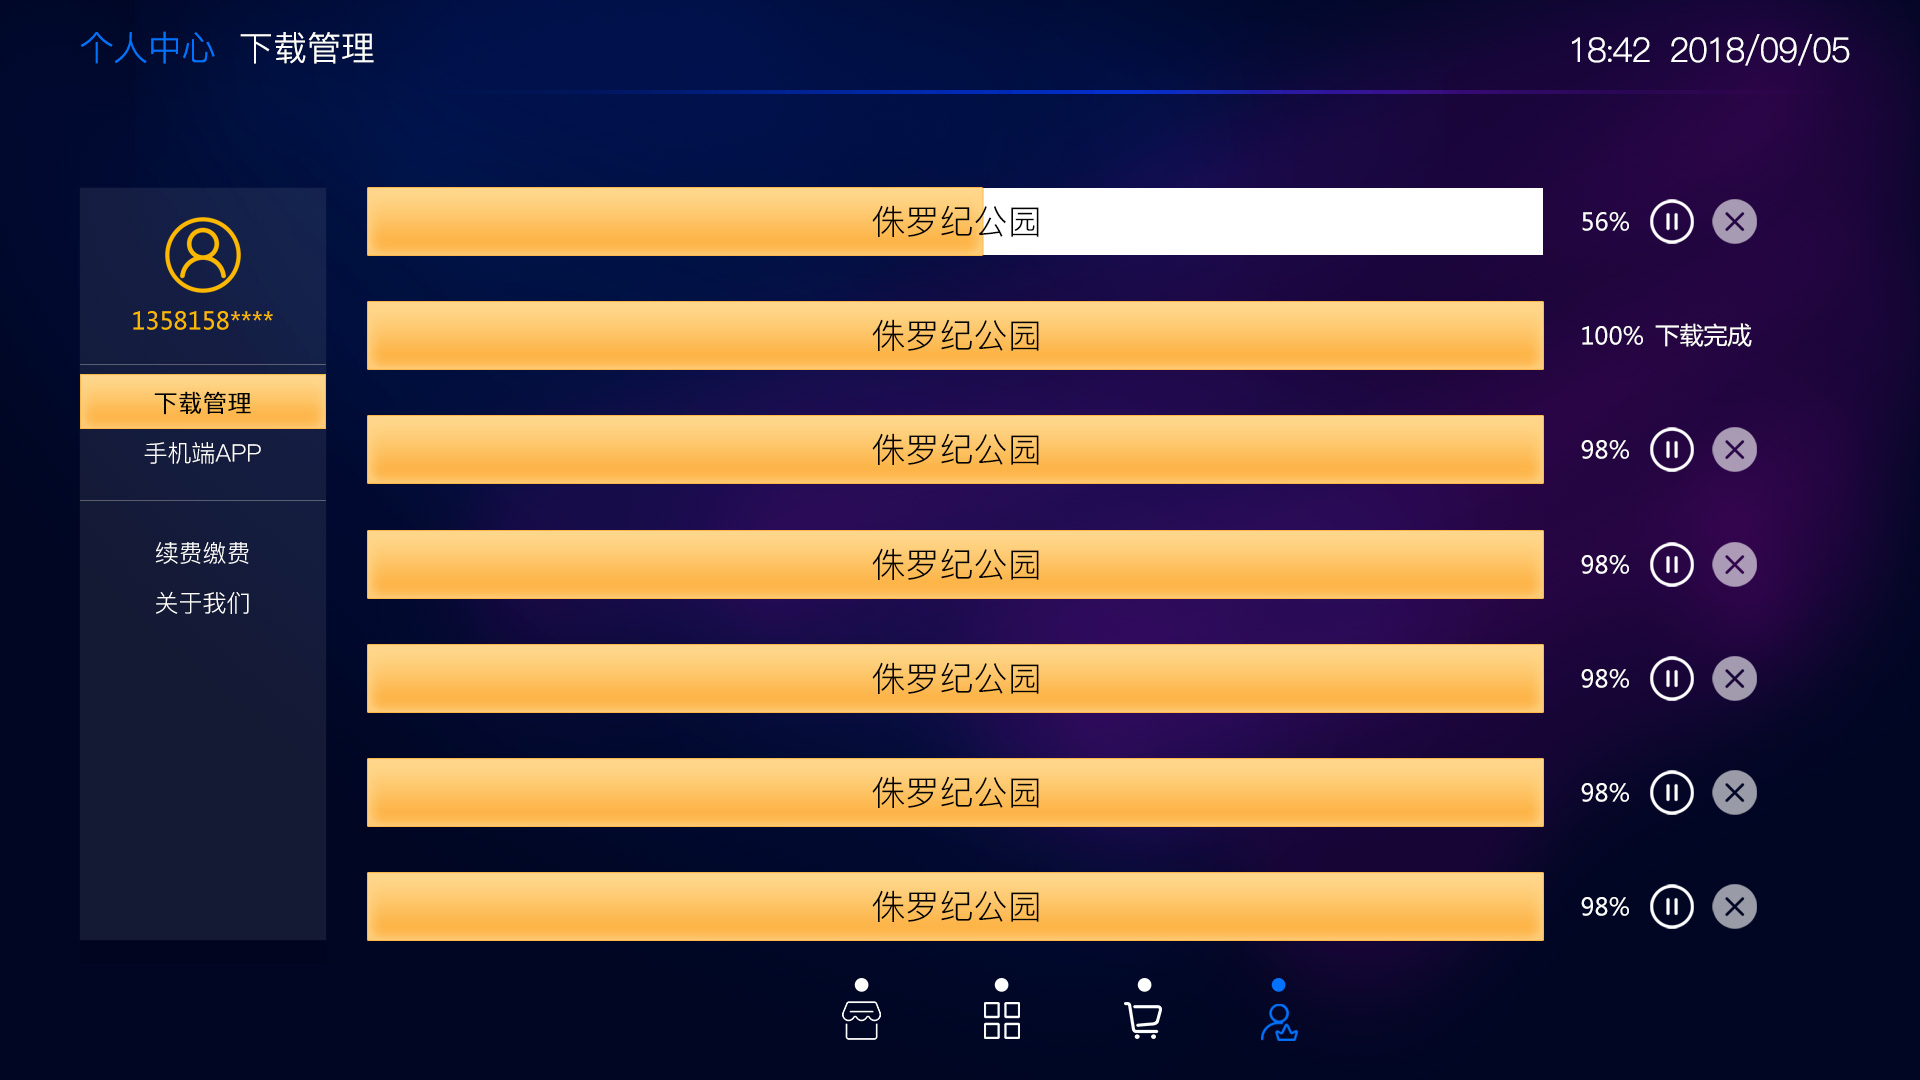 个人中心 下载管理
18:42 2018/09/05
1358158****
下载管理
手机端APP
续费缴费
关于我们
侏罗纪公园 56%
侏罗纪公园 100% 下载完成
侏罗纪公园 98%
侏罗纪公园 98%
侏罗纪公园 98%
侏罗纪公园 98%
侏罗纪公园 98%